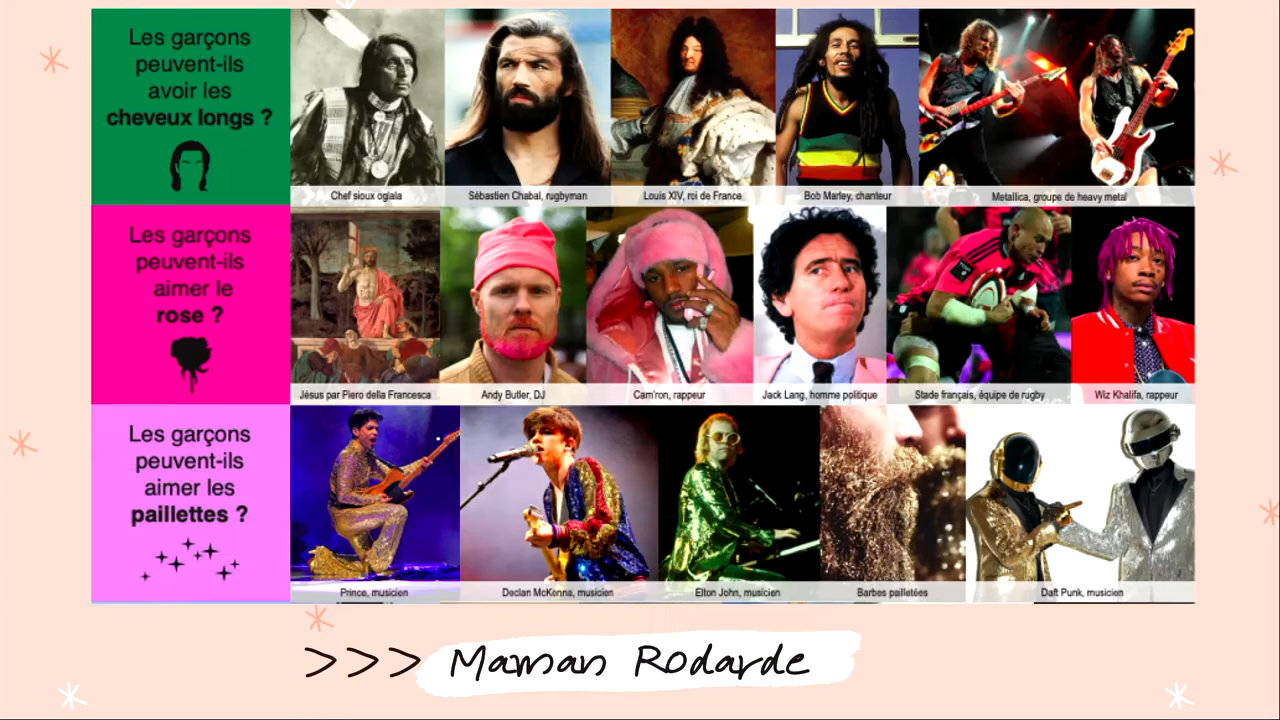 Les garçons
peuvent-ils
avoir les
cheveux longs ?
Chef sioux oglala
Sébastien Chabal, rugbyman
Louis XIV, roi de France
Bob Marley, chanteur
Metallica, groupe de heavy metal
Les garçons
peuvent-ils
aimer le
rose ?
Jésus par Piero della Francesca
Andy Butler, DJ
Cam'ron, rappeur
Jack Lang, homme politique
Stade français, équipe de rugby
Wiz Khalifa, rappeur
Les garçons
peuvent-ils
aimer les
paillettes ?
Prince, musicien
Declan McKenna, musicien
Elton John, musicien
Barbes pailletées
Daft Punk, musicien
>>> Maman Rodarde